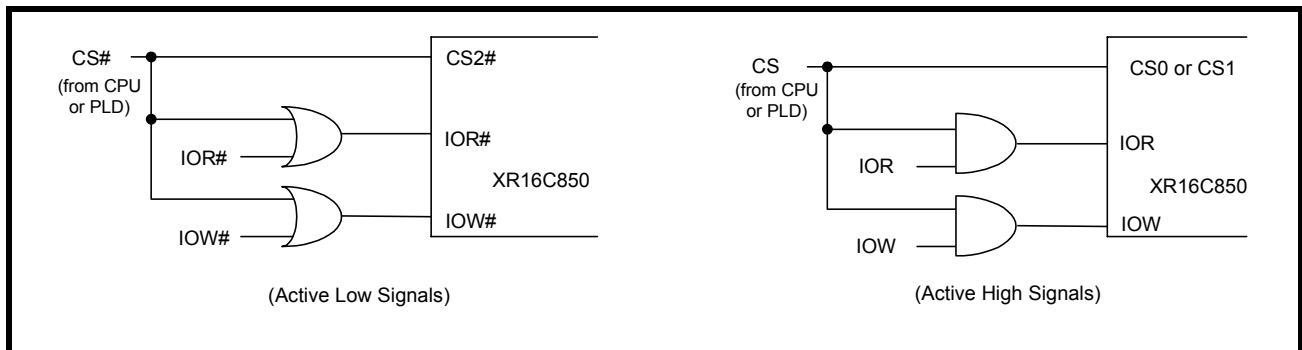 CS#
(from CPU
or PLD)
CS2#
IOR#
IOR#
XR16C850
IOW#
IOW#
(Active Low Signals)
CS
(from CPU
or PLD)
CS0 or CS1
IOR
IOR
XR16C850
IOW
IOW
(Active High Signals)